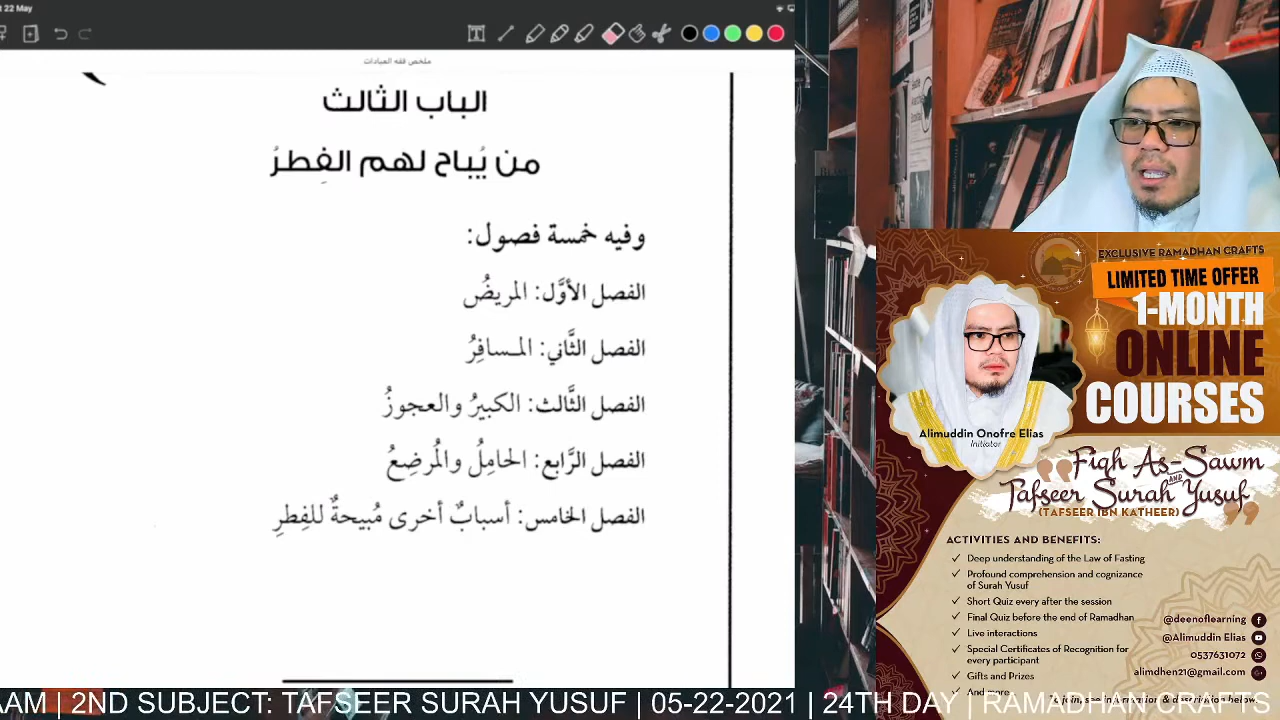 22 May
ملخص فقه العبادات
الباب الثالث
من يُباح لهم الفِطرُ
وفيه خمسة فصول:
الفصل الأوَّل: المريضُ
الفصل الثَّاني: المسافِرُ
الفصل الثَّالث: الكبيرُ والعجوزُ
الفصل الرَّابع: الحامِلُ والمُرضِعُ
الفصل الخامس: أسبابٌ أخرى مُبيحةٌ للفِطرِ
EXCLUSIVE RAMADHAN CRAFTS
LIMITED TIME OFFER
1-MONTH
ONLINE
COURSES
Alimuddin Onofre Elias
Initiator
Fiqh As-Sawm
AND
Tafseer Surah Yusuf
(TAFSEER IBN KATHEER)
ACTIVITIES AND BENEFITS:
✓ Deep understanding of the Law of Fasting
✓ Profound comprehension and cognizance
of Surah Yusuf
✓ Short Quiz every after the session
✓ Final Quiz before the end of Ramadhan
✓ Live interactions
✓ Special Certificates of Recognition for
every participant
✓ Gifts and Prizes
✓ And more
@deenoflearning
@Alimuddin Elias
0537631072
alimdhen21@gmail.com
AAM | 2ND SUBJECT: TAFSEER SURAH YUSUF | 05-22-2021 | 24TH DAY | RAMADHAN CRAFTS